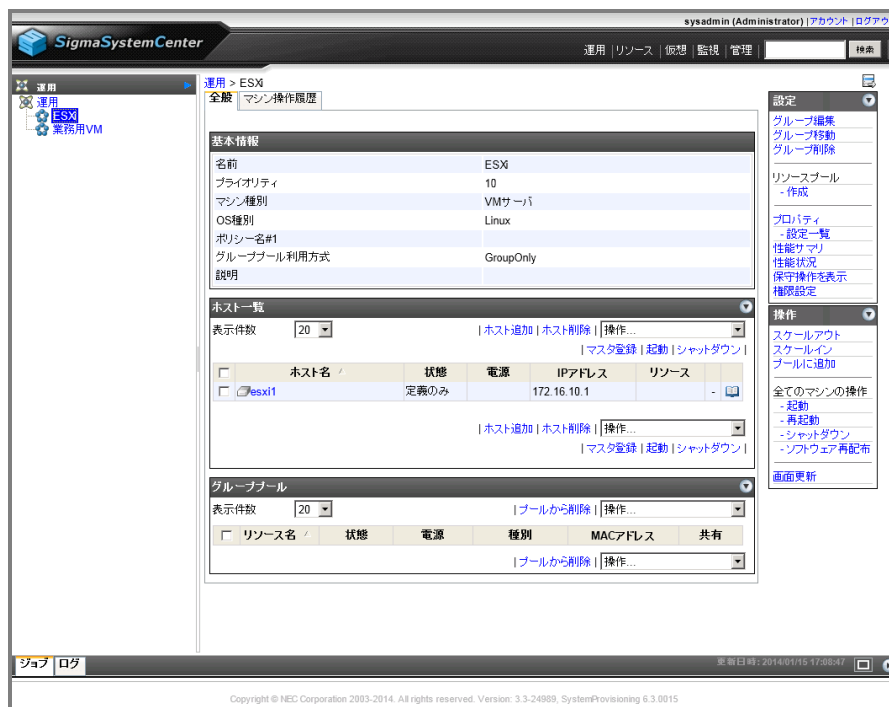 sysadmin (Administrator) |アカウント |ログアウ
SigmaSystemCenter
運用 |リソース |仮想 |監視 |管理 |
検索
運用
運用
ESXi
業務用VM
運用 > ESXi
全般
マシン操作履歴
基本情報
名前 ESXi
プライオリティ 10
マシン種別 VMサーバ
OS種別 Linux
ポリシー名#1
グループプール利用方式 GroupOnly
説明
ホスト一覧
表示件数 20 |ホスト追加 |ホスト削除 |操作...
|マスタ登録 |起動 |シャットダウン |
ホスト名 状態 電源 IPアドレス リソース
esxi1 定義のみ 172.16.10.1 -
|ホスト追加 |ホスト削除 |操作...
|マスタ登録 |起動 |シャットダウン |
グループプール
表示件数 20 |プールから削除 |操作...
リソース名 状態 電源 種別 MACアドレス 共有
|プールから削除 |操作...
設定
グループ編集
グループ移動
グループ削除
リソースプール
- 作成
プロパティ
- 設定一覧
性能サマリ
性能状況
保守操作を表示
権限設定
操作
スケールアウト
スケールイン
プールに追加
全てのマシンの操作
- 起動
- 再起動
- シャットダウン
- ソフトウェア再配布
画面更新
ジョブ ログ
更新日時 : 2014/01/15 17:08:47
Copyright © NEC Corporation 2003-2014. All rights reserved. Version: 3.3-24989, SystemProvisioning 6.3.0015